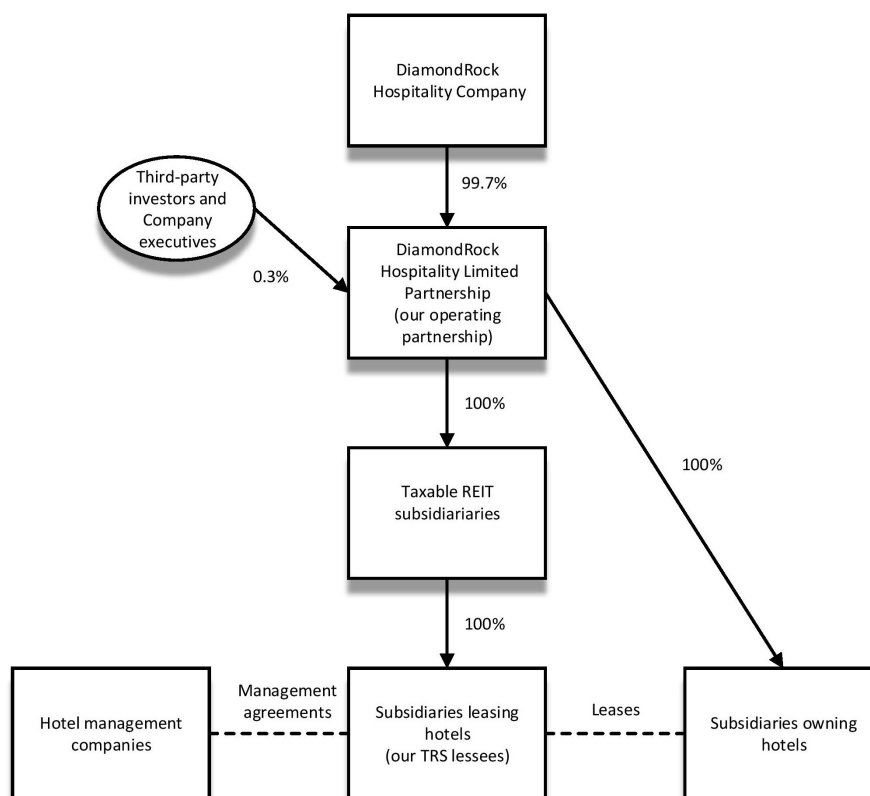 DiamondRock
Hospitality Company
99.7%
Third-party
investors and
Company
executives
0.3%
DiamondRock
Hospitality Limited
Partnership
(our operating
partnership)
100%
100%
Taxable REIT
subsidiariaries
100%
Hotel management
companies
Management
agreements
Subsidiaries leasing
hotels
(our TRS lessees)
Leases
Subsidiaries owning
hotels